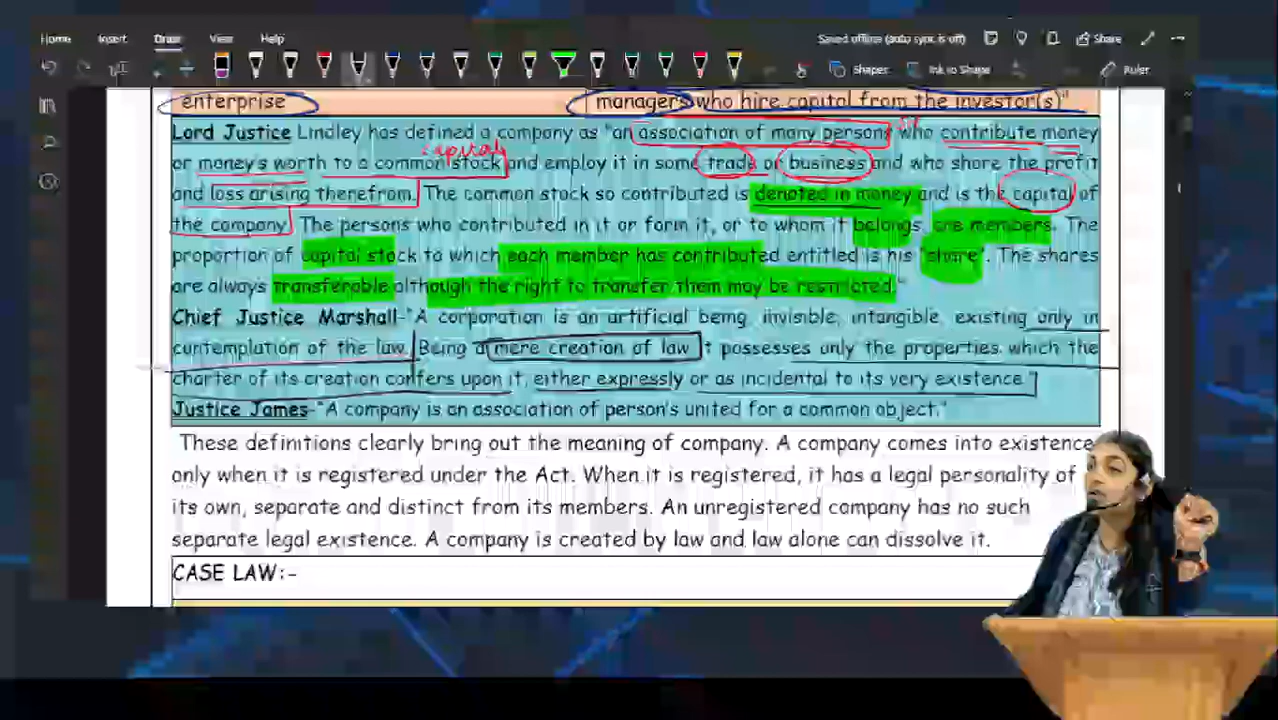 Home Insert Draw View Help Saved offline (auto sync is off) Share
Shapes Ink to Shape Ruler
enterprise managers who hire capital from the investor(s)"
Lord Justice Lindley has defined a company as "an association of many persons who contribute money
capital
or money's worth to a common stock and employ it in some trade or business and who share the profit
and loss arising therefrom. The common stock so contributed is denoted in money and is the capital of
the company. The persons who contributed in it or form it, or to whom it belongs, are members. The
proportion of capital stock to which each member has contributed entitled is his "share". The shares
are always transferable although the right to transfer them may be restricted."
Chief Justice Marshall-"A corporation is an artificial being, invisible, intangible, existing only in
contemplation of the law. Being a mere creation of law it possesses only the properties which the
charter of its creation confers upon it, either expressly or as incidental to its very existence."
Justice James-"A company is an association of person's united for a common object."
These definitions clearly bring out the meaning of company. A company comes into existence
only when it is registered under the Act. When it is registered, it has a legal personality of
its own, separate and distinct from its members. An unregistered company has no such
separate legal existence. A company is created by law and law alone can dissolve it.
CASE LAW:-